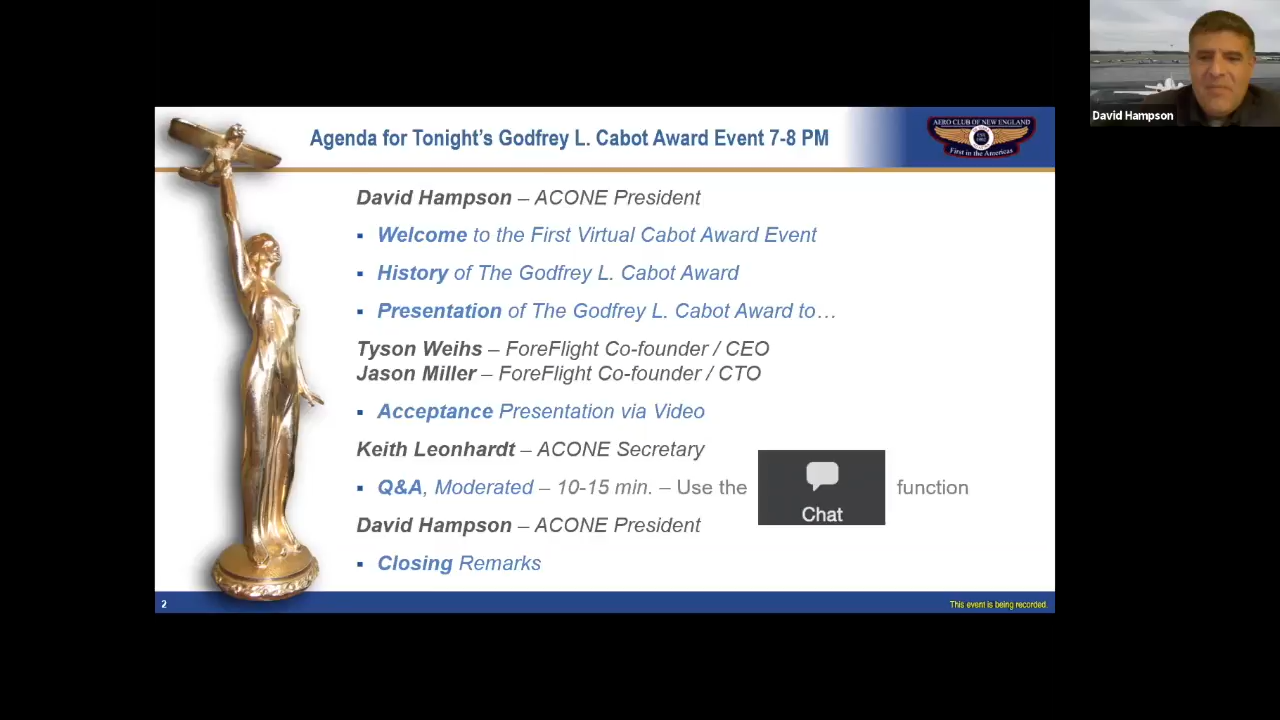 David Hampson
Agenda for Tonight's Godfrey L. Cabot Award Event 7-8 PM
AERO CLUB OF NEW ENGLAND
First in the Americas
David Hampson – ACONE President
▪ Welcome to the First Virtual Cabot Award Event
▪ History of The Godfrey L. Cabot Award
▪ Presentation of The Godfrey L. Cabot Award to…
Tyson Weihs – ForeFlight Co-founder / CEO
Jason Miller – ForeFlight Co-founder / CTO
▪ Acceptance Presentation via Video
Keith Leonhardt – ACONE Secretary
▪ Q&A, Moderated – 10-15 min. – Use the Chat function
David Hampson – ACONE President
▪ Closing Remarks
2
This event is being recorded.